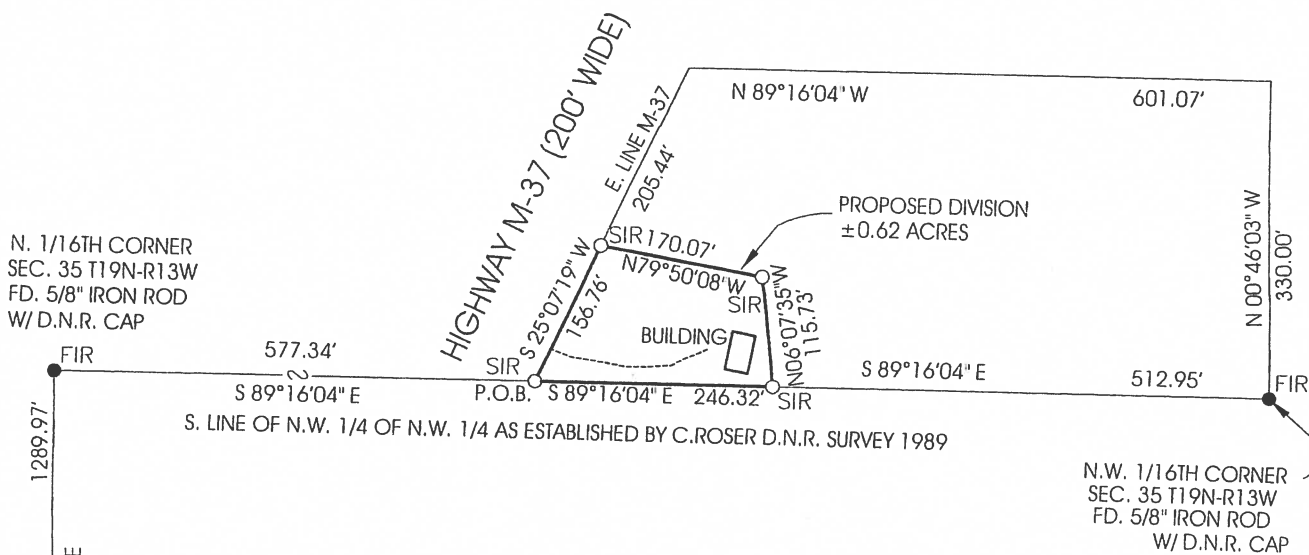 HIGHWAY M-37 (200' WIDE)
E. LINE M-37
205.44'
N 89°16'04" W
601.07'
N 00°46'03" W
330.00'
PROPOSED DIVISION
±0.62 ACRES
SIR
170.07'
N79°50'08"W
SIR
S 25°07'19" W
156.76'
BUILDING
N06°07'35"W
115.73'
N. 1/16TH CORNER
SEC. 35 T19N-R13W
FD. 5/8" IRON ROD
W/ D.N.R. CAP
FIR
577.34'
S 89°16'04" E
SIR
P.O.B.
S 89°16'04" E
246.32'
SIR
S 89°16'04" E
512.95'
FIR
S. LINE OF N.W. 1/4 OF N.W. 1/4 AS ESTABLISHED BY C.ROSER D.N.R. SURVEY 1989
1289.97'
E
N.W. 1/16TH CORNER
SEC. 35 T19N-R13W
FD. 5/8" IRON ROD
W/ D.N.R. CAP